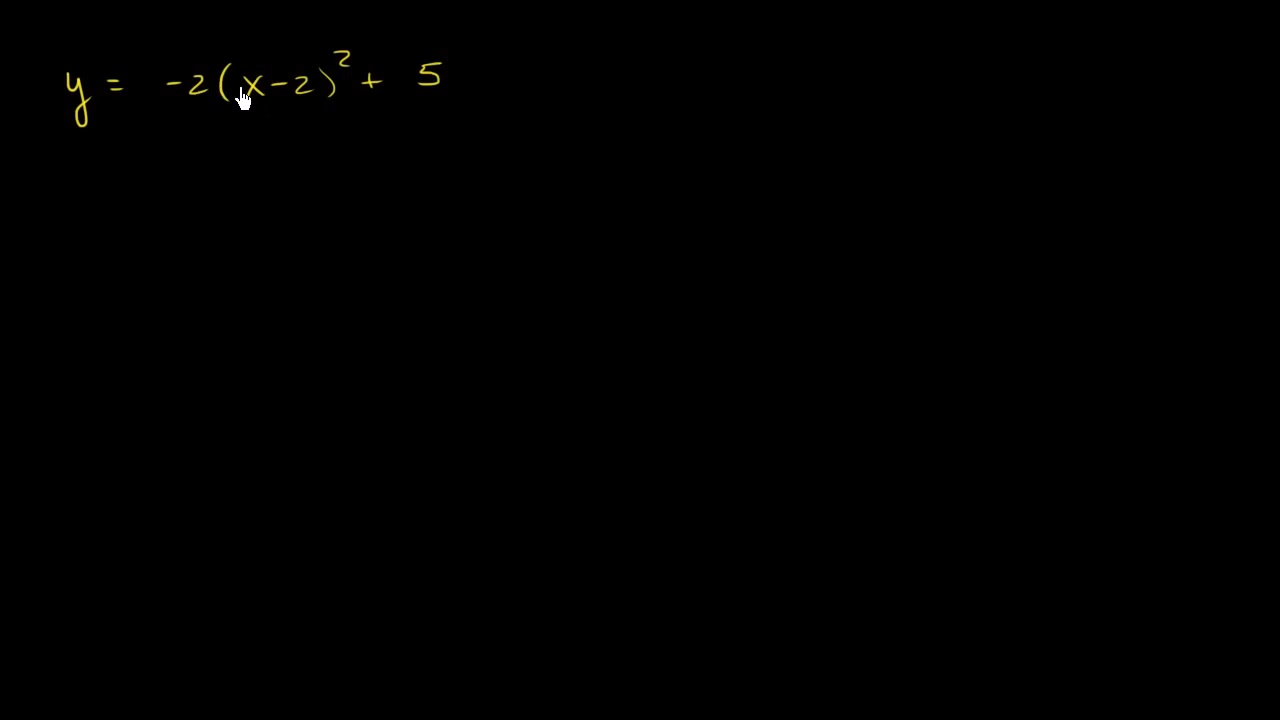 y = -2(x-2)² + 5